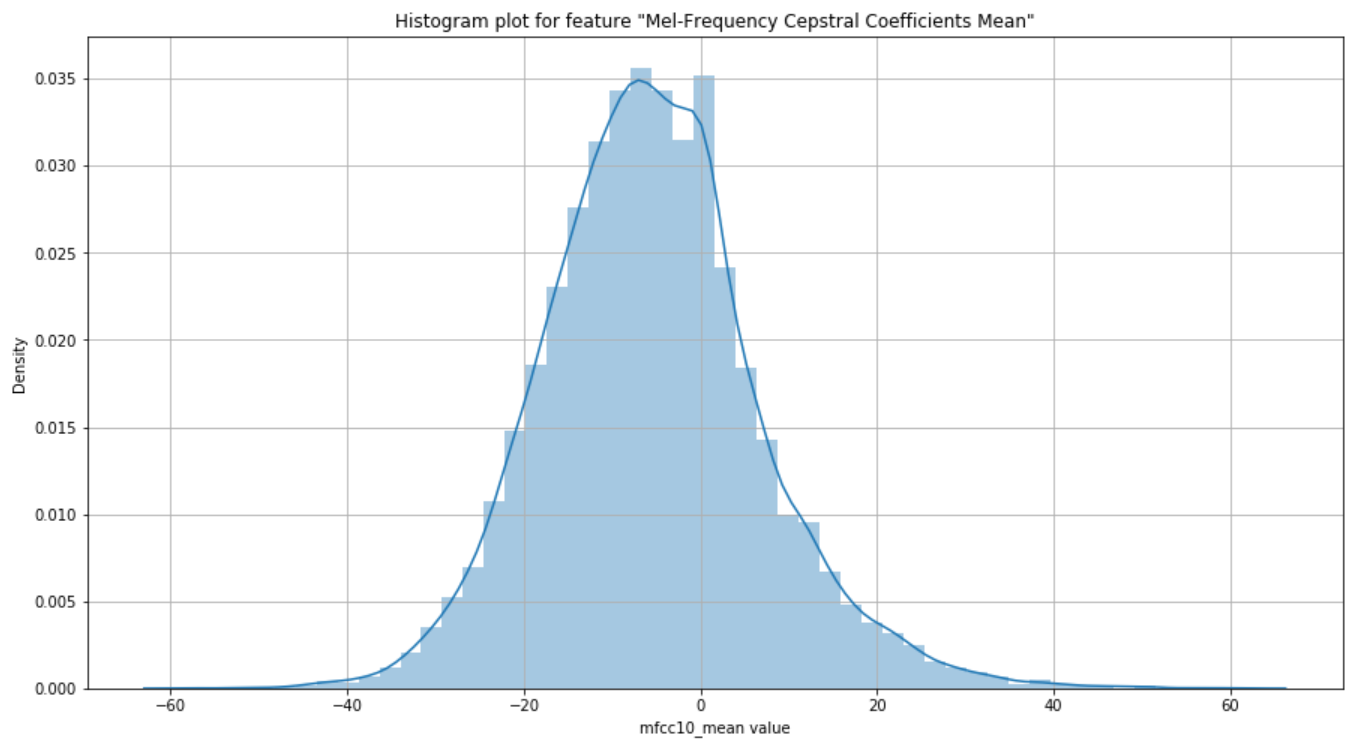 Histogram plot for feature "Mel-Frequency Cepstral Coefficients Mean"
Density
0.035
0.030
0.025
0.020
0.015
0.010
0.005
0.000
−60 −40 −20 0 20 40 60
mfcc10_mean value